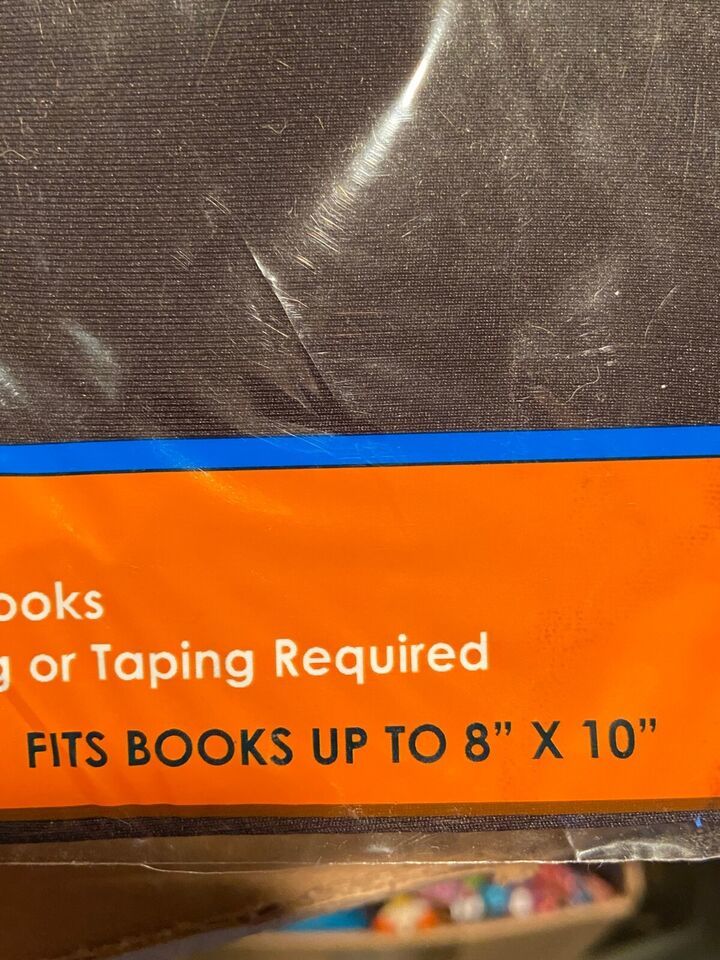 ooks
g or Taping Required
FITS BOOKS UP TO 8” X 10”